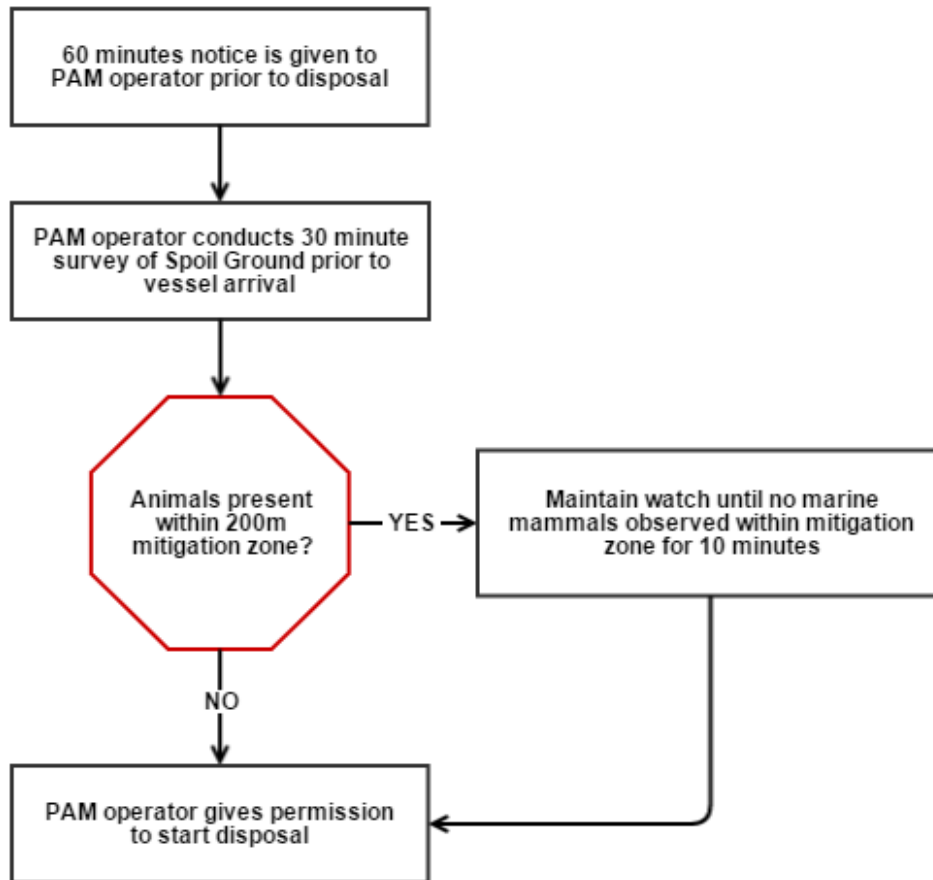 60 minutes notice is given to
PAM operator prior to disposal
PAM operator conducts 30 minute
survey of Spoil Ground prior to
vessel arrival
Animals present
within 200m
mitigation zone?
YES
Maintain watch until no marine
mammals observed within mitigation
zone for 10 minutes
NO
PAM operator gives permission
to start disposal